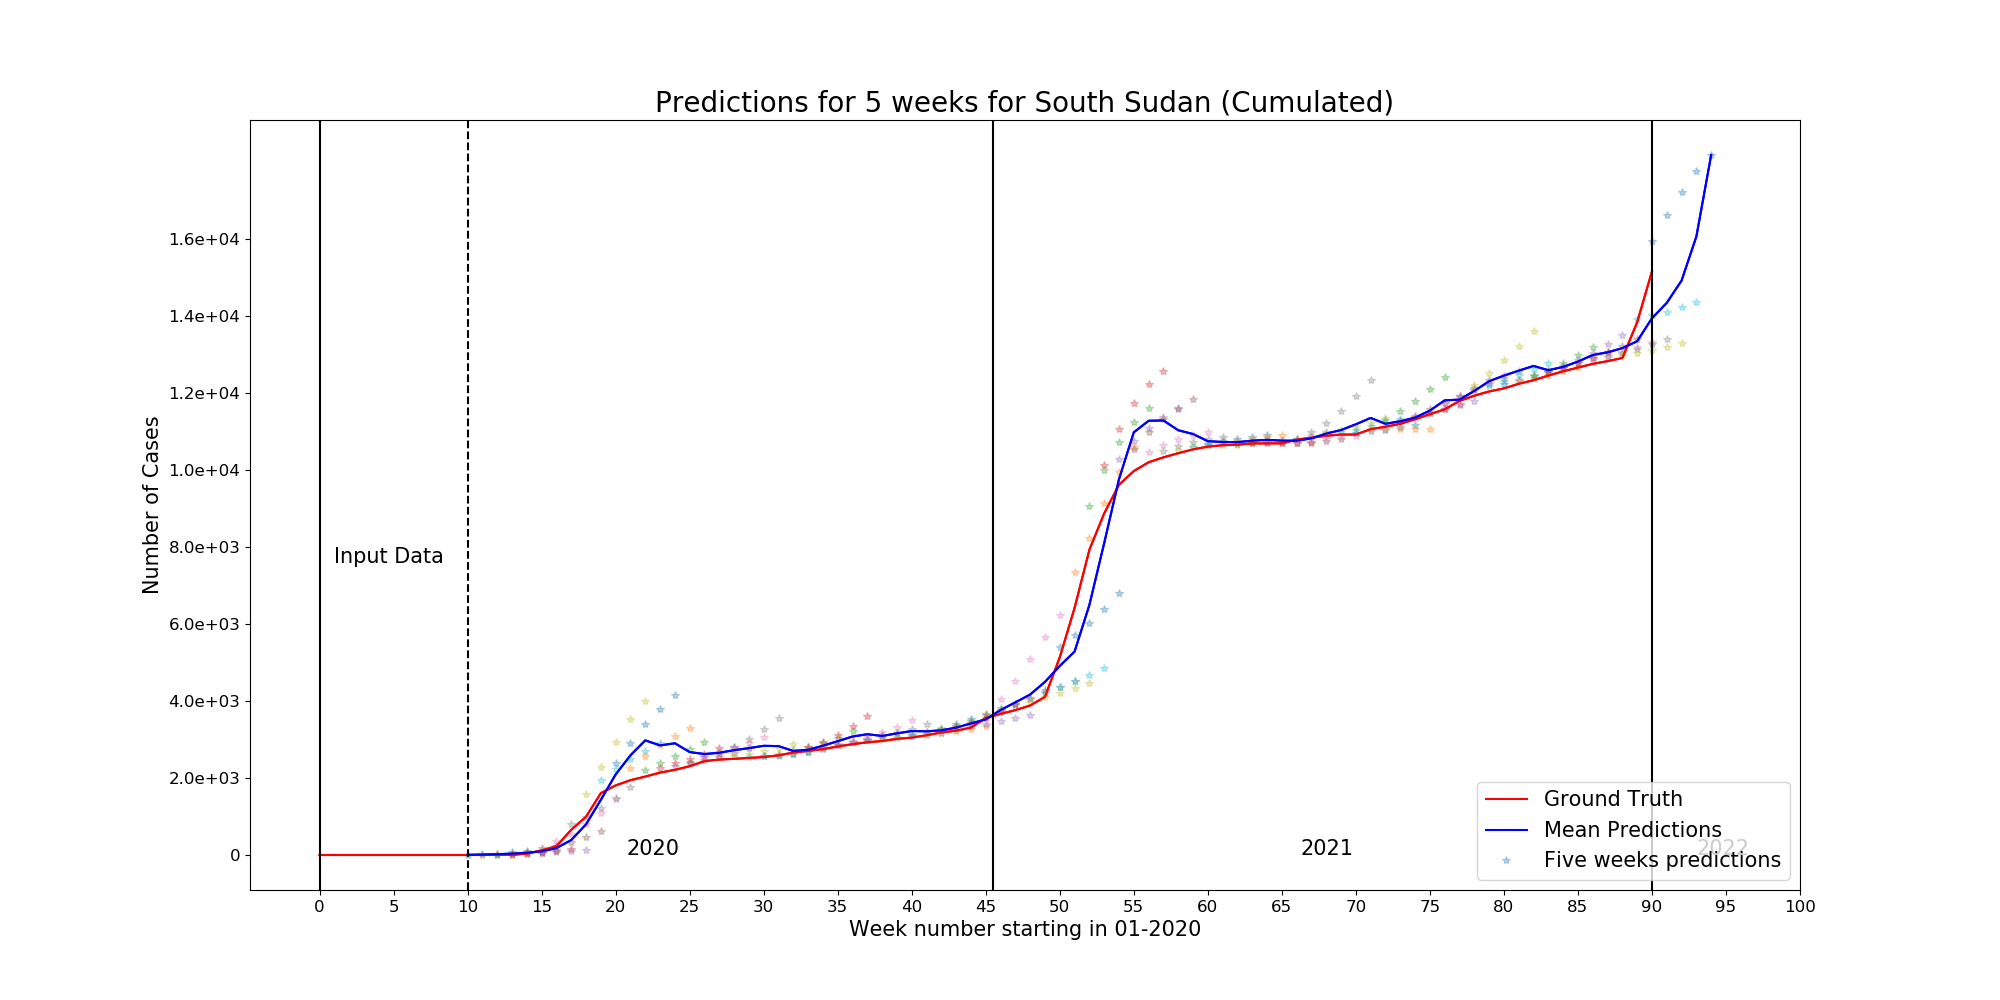 Predictions for 5 weeks for South Sudan (Cumulated)
Number of Cases
1.6e+04
1.4e+04
1.2e+04
1.0e+04
8.0e+03
6.0e+03
4.0e+03
2.0e+03
0
Input Data
2020
2021
2022
Ground Truth
Mean Predictions
Five weeks predictions
0 5 10 15 20 25 30 35 40 45 50 55 60 65 70 75 80 85 90 95 100
Week number starting in 01-2020